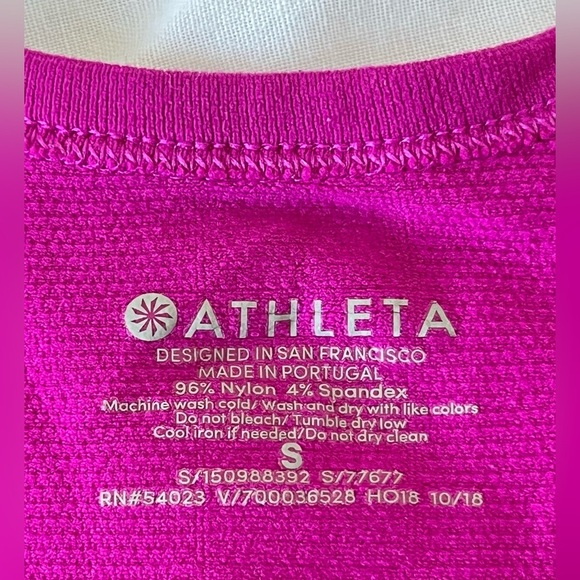 ATHLETA
DESIGNED IN SAN FRANCISCO
MADE IN PORTUGAL
96% Nylon 4% Spandex
Machine wash cold/ Wash and dry with like colors
Do not bleach/ Tumble dry low
Cool iron if needed/Do not dry clean
S
S/150988392 S/77677
RN#54023 V/700036528 HO18 10/18